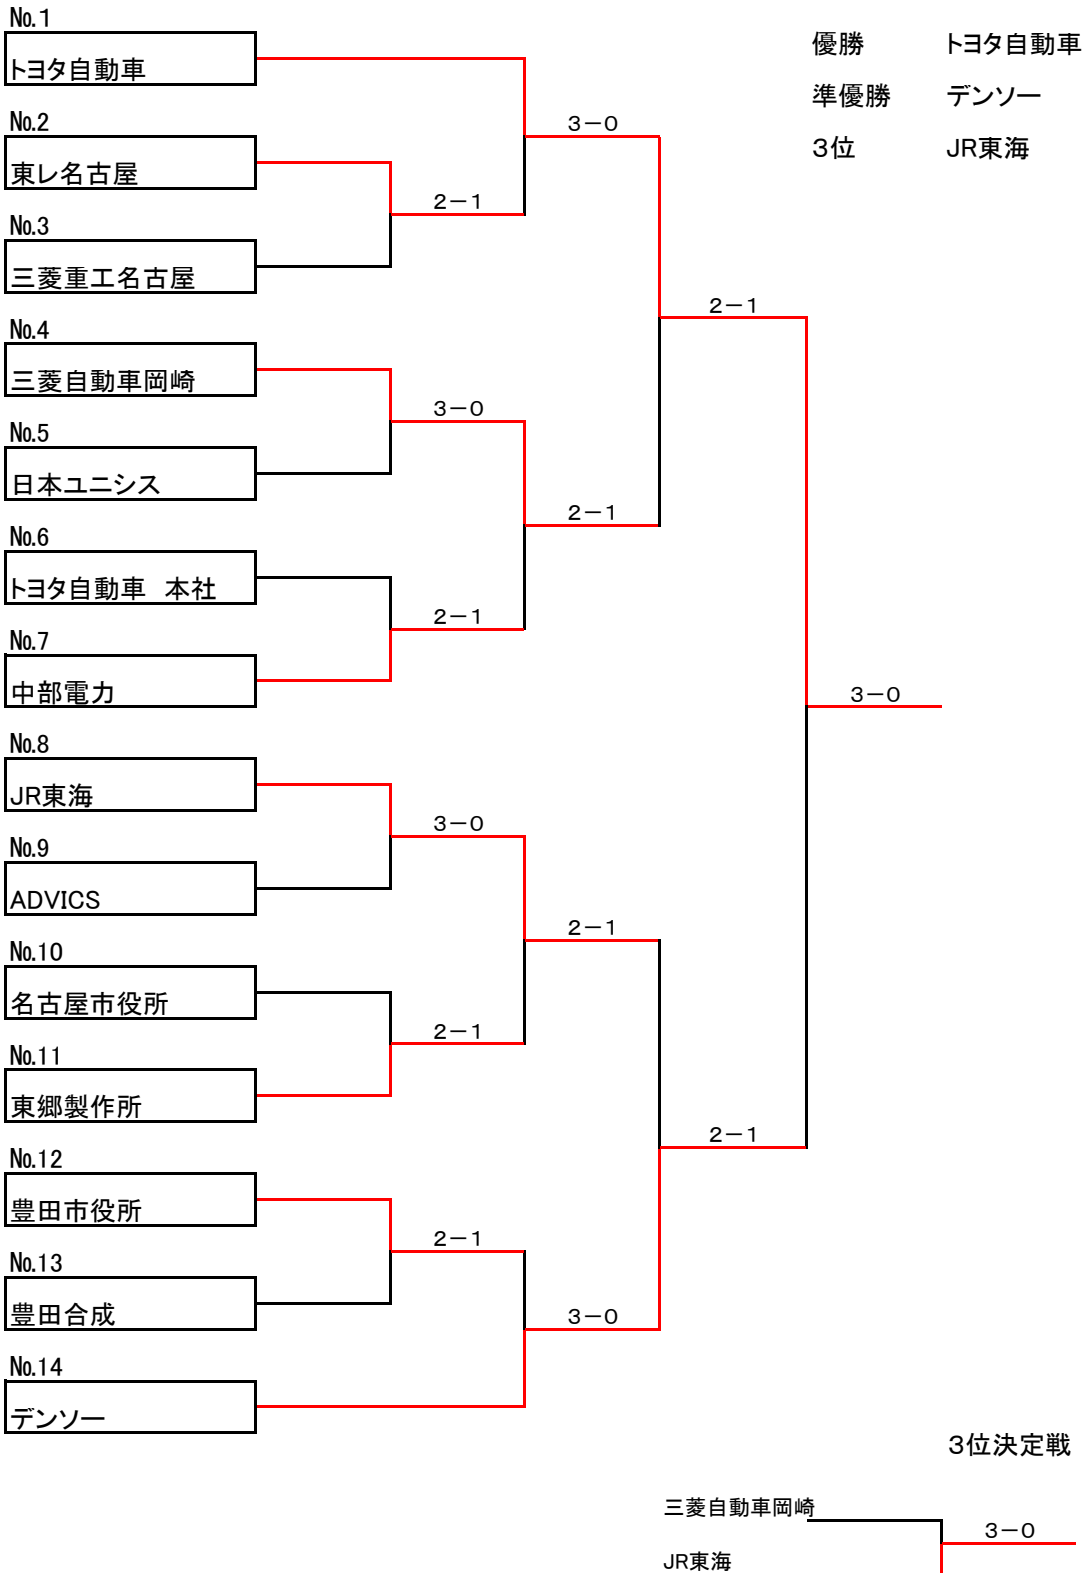 No.1
トヨタ自動車
優勝 トヨタ自動車
準優勝 デンソー
3位 JR東海
No.2
東レ名古屋
3-0
2-1
No.3
三菱重工名古屋
2-1
No.4
三菱自動車岡崎
3-0
No.5
日本ユニシス
2-1
No.6
トヨタ自動車　本社
2-1
No.7
中部電力
3-0
No.8
JR東海
3-0
No.9
ADVICS
2-1
No.10
名古屋市役所
2-1
No.11
東郷製作所
2-1
No.12
豊田市役所
2-1
No.13
豊田合成
3-0
No.14
デンソー
3位決定戦
三菱自動車岡崎
3-0
JR東海